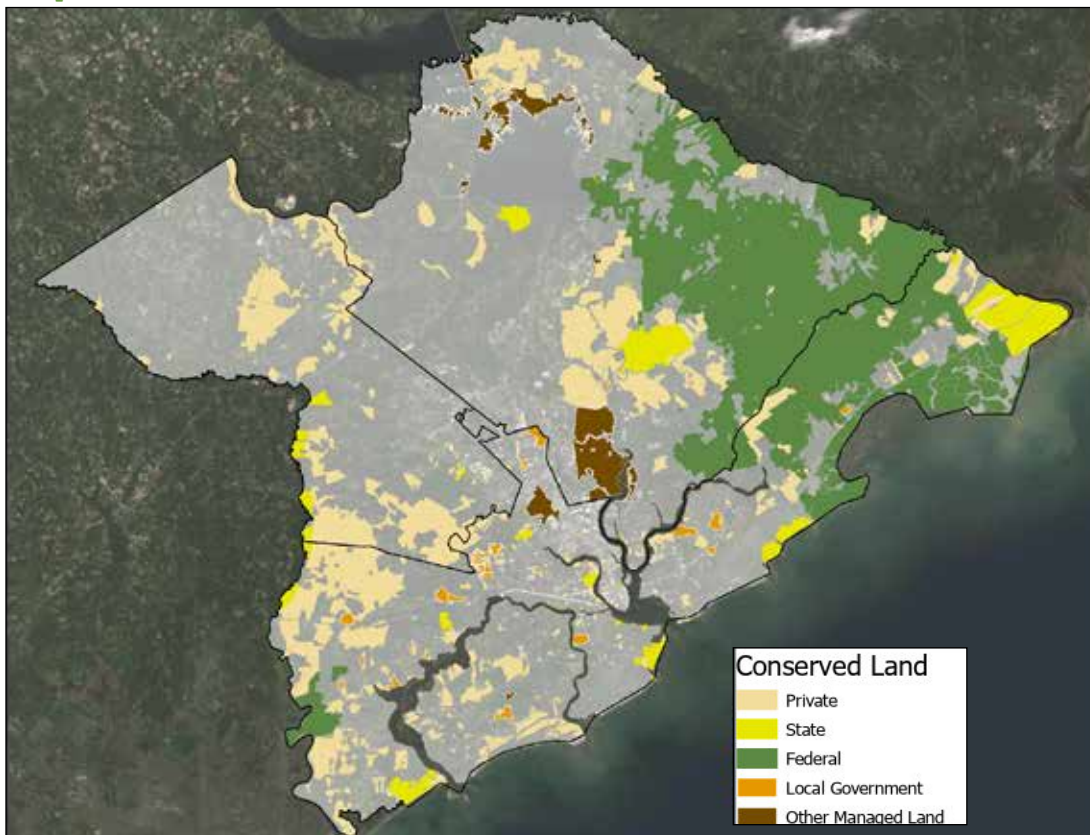 Conserved Land
Private
State
Federal
Local Government
Other Managed Land